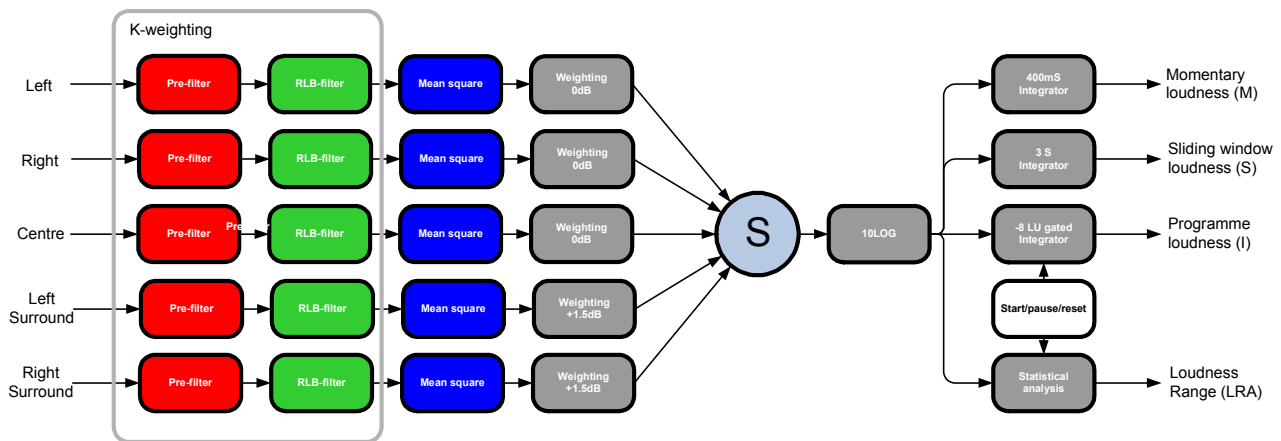 K-weighting
Left
Pre-filter
RLB-filter
Mean square
Weighting
0dB
400mS
Integrator
Momentary
loudness (M)
Right
Pre-filter
RLB-filter
Mean square
Weighting
0dB
3 S
Integrator
Sliding window
loudness (S)
Centre
Pre-filter
RLB-filter
Mean square
Weighting
0dB
S
10LOG
-8 LU gated
Integrator
Programme
loudness (I)
Left
Surround
Pre-filter
RLB-filter
Mean square
Weighting
+1.5dB
Start/pause/reset
Right
Surround
Pre-filter
RLB-filter
Mean square
Weighting
+1.5dB
Statistical
analysis
Loudness
Range (LRA)